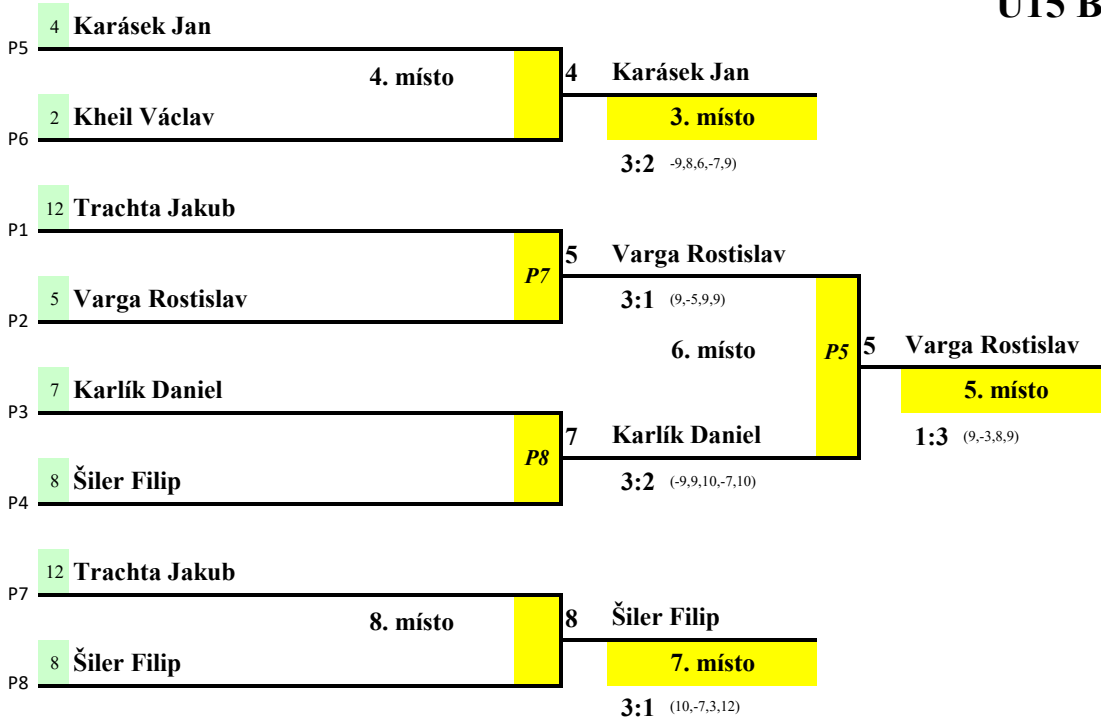 U15 B
4 Karásek Jan
P5
4. místo 4 Karásek Jan
2 Kheil Václav 3. místo
P6
3:2 -9,8,6,-7,9)
12 Trachta Jakub
P1
5 Varga Rostislav
P7
5 Varga Rostislav 3:1 (9,-5,9,9)
P2
6. místo P5 5 Varga Rostislav
7 Karlík Daniel 5. místo
P3
7 Karlík Daniel 1:3 (9,-3,8,9)
P8
8 Šiler Filip 3:2 (-9,9,10,-7,10)
P4
12 Trachta Jakub
P7
8. místo 8 Šiler Filip
8 Šiler Filip 7. místo
P8
3:1 (10,-7,3,12)